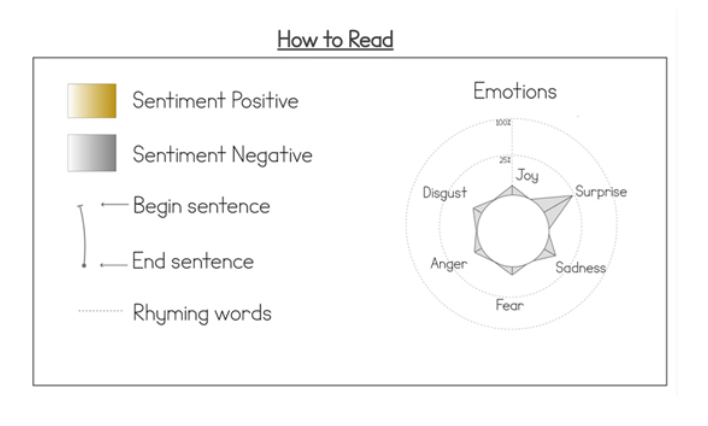 How to Read
Sentiment Positive
Sentiment Negative
Begin sentence
End sentence
Rhyming words
Emotions
100%
25%
Joy
Surprise
Disgust
Anger
Sadness
Fear